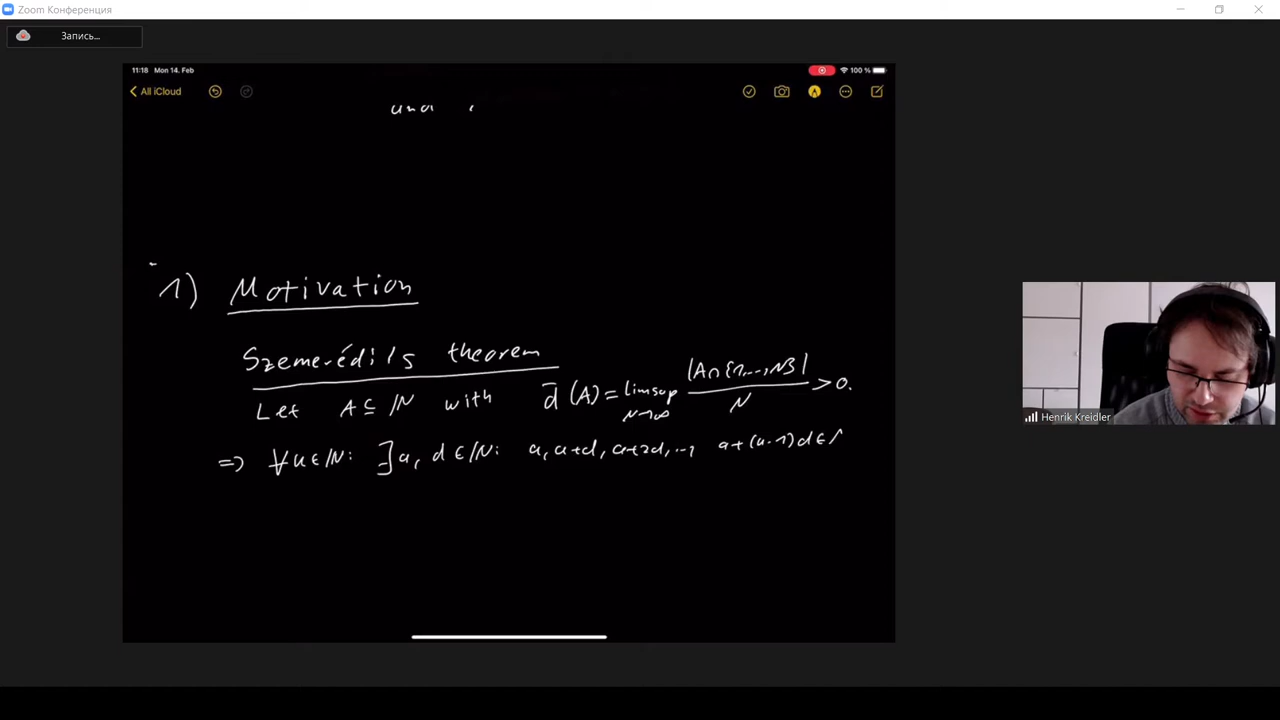 Zoom Конференция
Запись...
11:18 Mon 14. Feb
100 %
All iCloud
1) Motivation
Szemerédi's theorem
Let A ⊆ ℕ with d̄(A) = limsup_{N→∞} |A∩{1,...,N}| / N > 0.
⇒ ∀k∈ℕ: ∃a, d∈ℕ: a, a+d, a+2d, ..., a+(k-1)d ∈
Henrik Kreidler